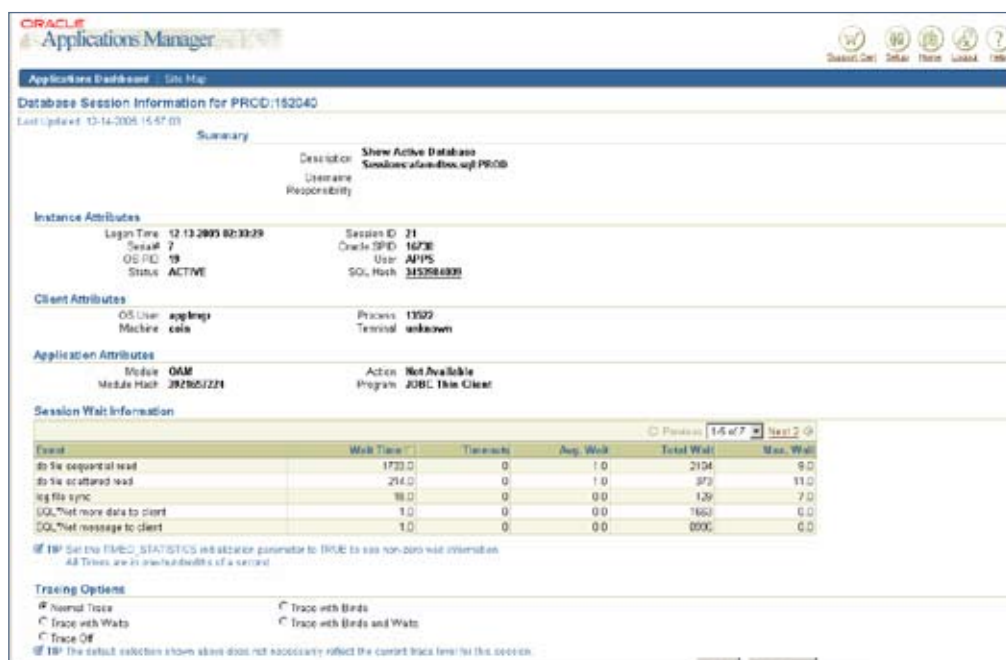 ORACLE
Applications Manager
Support Cart Setup Home Logout
Applications Dashboard | Site Map
Database Session Information for PROD:152040
Last Updated: 12-14-2005 15:57:03
Summary
Description Show Active Database
Sessions:afamdbss.sql:PROD
Username
Responsibility
Instance Attributes
Logon Time 12-13-2005 02:30:29 Session ID 21
Serial# 7 Oracle SPID 16730
OS PID 19 User APPS
Status ACTIVE SQL Hash
Client Attributes
OS User applmgr Process 13522
Machine Terminal unknown
Application Attributes
Module OAM Action Not Available
Module Hash Program JDBC Thin Client
Session Wait Information
Previous 1-5 of 7 Next 2
Event Wait Time Timeouts Avg. Wait Total Wait Max. Wait
db file sequential read 1733.0 0 1.0 2104 9.0
db file scattered read 214.0 0 1.0 373 11.0
log file sync 18.0 0 0.0 129 7.0
SQL*Net more data to client 1.0 0 0.0 1663 0.0
SQL*Net message to client 1.0 0 0.0 0.0
TIP Set the TIMED_STATISTICS initialization parameter to TRUE to see non-zero wait information.
All Times are in one-hundredths of a second
Tracing Options
Normal Trace Trace with Binds
Trace with Waits Trace with Binds and Waits
Trace Off
TIP The default selection shown above does not necessarily reflect the current trace level for this session.